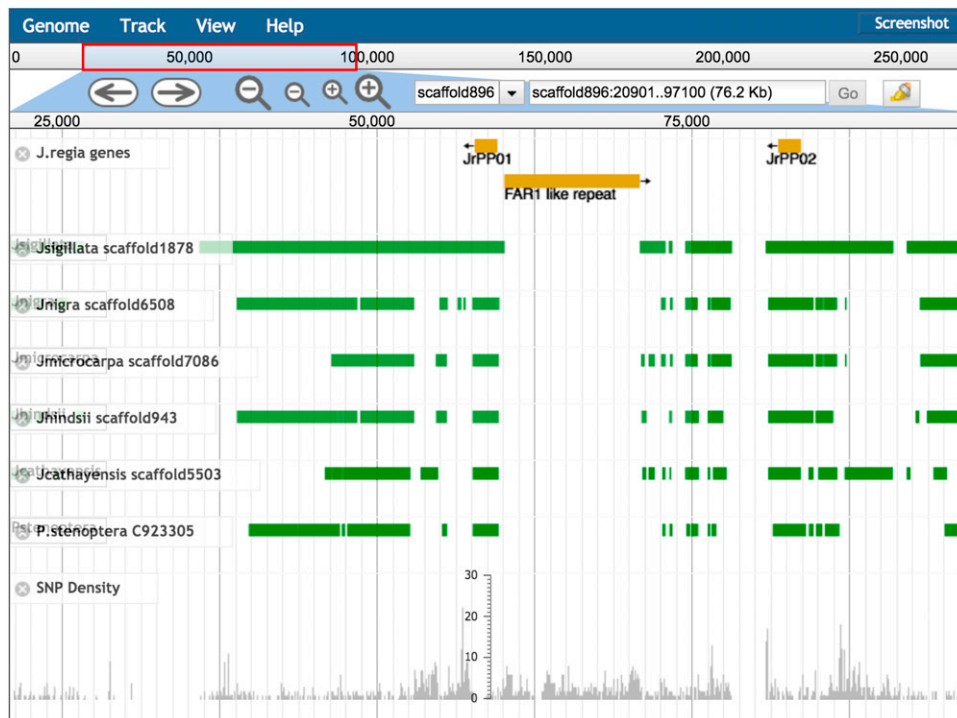 Genome Track View Help Screenshot
0 50,000 100,000 150,000 200,000 250,000
scaffold896 scaffold896:20901..97100 (76.2 Kb) Go
25,000 50,000 75,000
J.regia genes
JrPP01 JrPP02
FAR1 like repeat
Jsigillata scaffold1878
Jnigra scaffold6508
Jmicrocarpa
Jmicrocarpa scaffold7086
Jhindsii scaffold943
Jcathayensis
Jcathayensis scaffold5503
P.stenoptera C923305
SNP Density
30
20
10
0